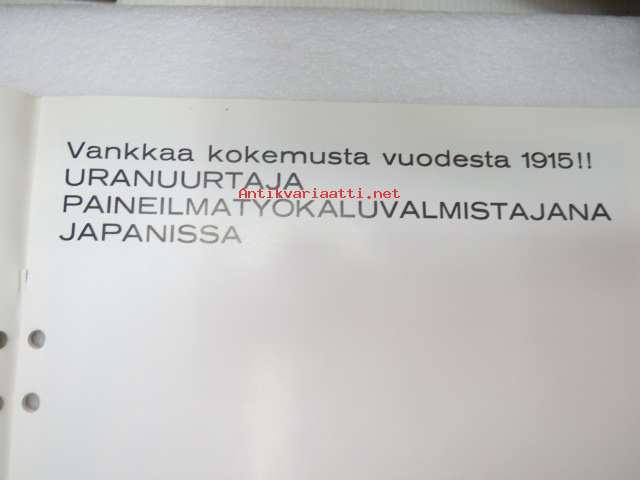 Vankkaa kokemusta vuodesta 1915!!
URANUURTAJA
Antikvariaatti.net
PAINEILMATYÖKALUVALMISTAJANA
JAPANISSA